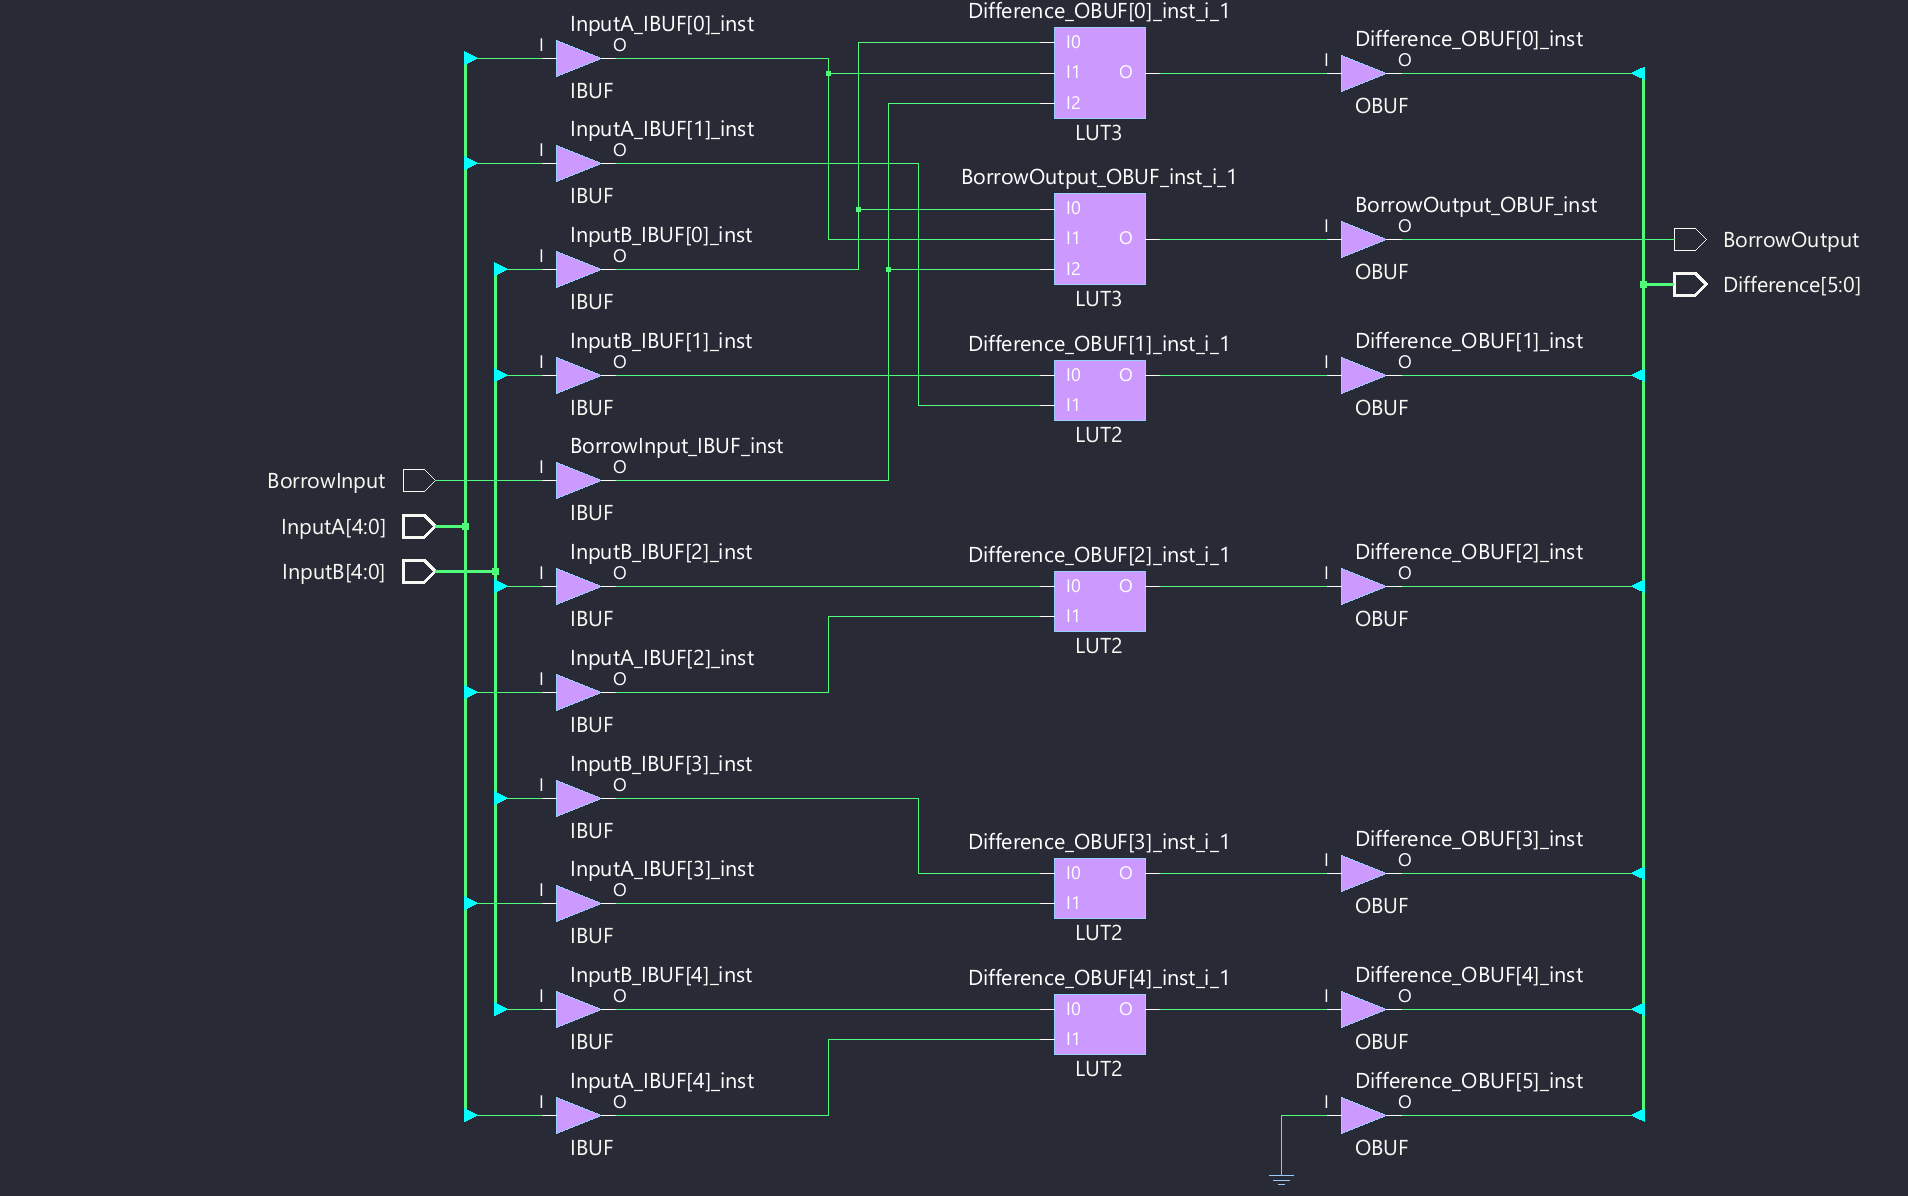 InputA_IBUF[0]_inst
I
O
IBUF
InputA_IBUF[1]_inst
I
O
IBUF
InputB_IBUF[0]_inst
I
O
IBUF
InputB_IBUF[1]_inst
I
O
IBUF
BorrowInput_IBUF_inst
I
O
IBUF
BorrowInput
InputA[4:0]
InputB[4:0]
InputB_IBUF[2]_inst
I
O
IBUF
InputA_IBUF[2]_inst
I
O
IBUF
InputB_IBUF[3]_inst
I
O
IBUF
InputA_IBUF[3]_inst
I
O
IBUF
InputB_IBUF[4]_inst
I
O
IBUF
InputA_IBUF[4]_inst
I
O
IBUF
Difference_OBUF[0]_inst_i_1
I0
I1
O
I2
LUT3
BorrowOutput_OBUF_inst_i_1
I0
I1
O
I2
LUT3
Difference_OBUF[1]_inst_i_1
I0
O
I1
LUT2
Difference_OBUF[2]_inst_i_1
I0
O
I1
LUT2
Difference_OBUF[3]_inst_i_1
I0
O
I1
LUT2
Difference_OBUF[4]_inst_i_1
I0
O
I1
LUT2
Difference_OBUF[0]_inst
I
O
OBUF
BorrowOutput_OBUF_inst
I
O
OBUF
Difference_OBUF[1]_inst
I
O
OBUF
Difference_OBUF[2]_inst
I
O
OBUF
Difference_OBUF[3]_inst
I
O
OBUF
Difference_OBUF[4]_inst
I
O
OBUF
Difference_OBUF[5]_inst
I
O
OBUF
BorrowOutput
Difference[5:0]